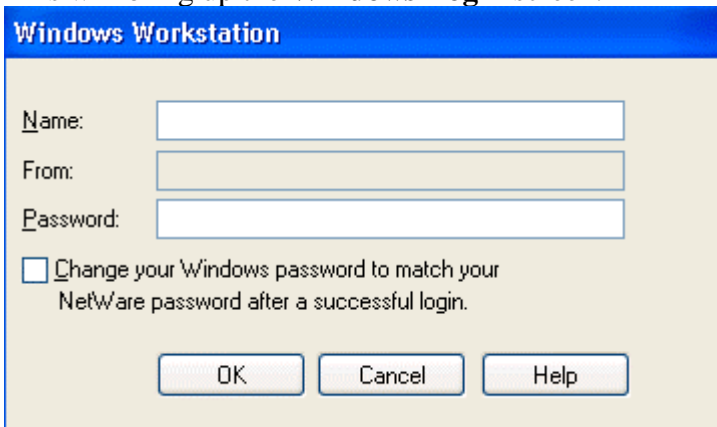 Windows Workstation
Name:
From:
Password:
Change your Windows password to match your
NetWare password after a successful login.
OK Cancel Help